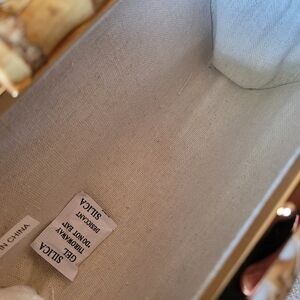 SILICA
GEL
THROWAWAY
"DO NOT EAT"
DESICCANT
SILICA
IN CHINA